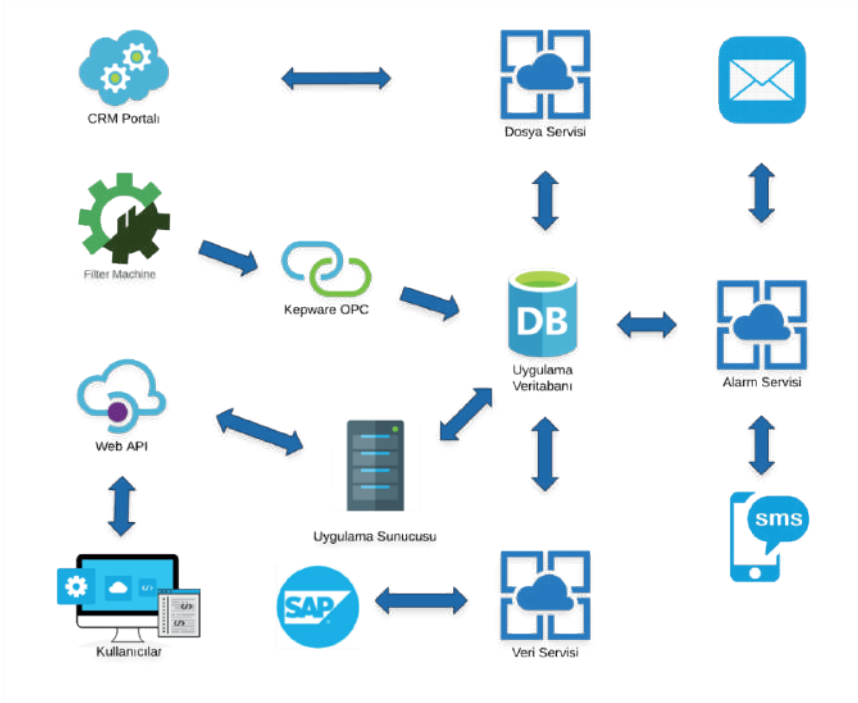 CRM Portalı
Dosya Servisi
Filter Machine
Kepware OPC
DB
Uygulama
Veritabanı
Alarm Servisi
Web API
sms
Uygulama Sunucusu
</>
</>
</>
SAP
Kullanıcılar
Veri Servisi